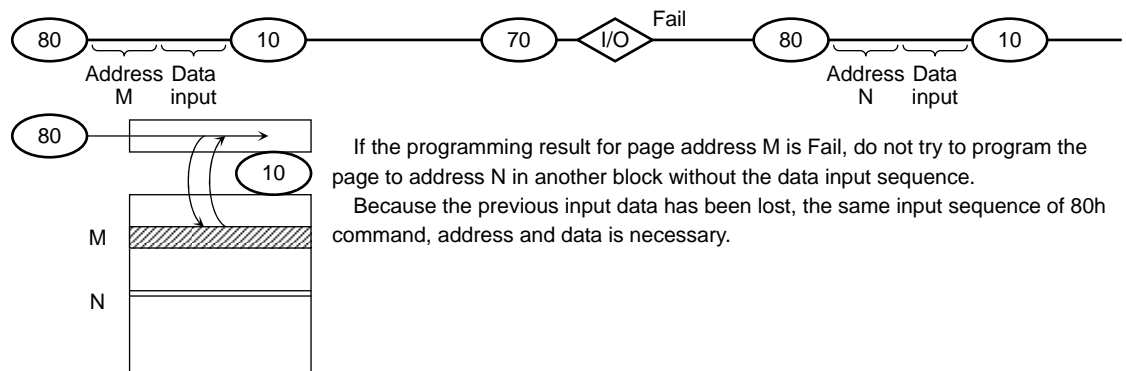 Fail
80 10 70 I/O 80 10
Address Data Address Data
M input N input
80
If the programming result for page address M is Fail, do not try to program the
10 page to address N in another block without the data input sequence.
Because the previous input data has been lost, the same input sequence of 80h
M command, address and data is necessary.
N